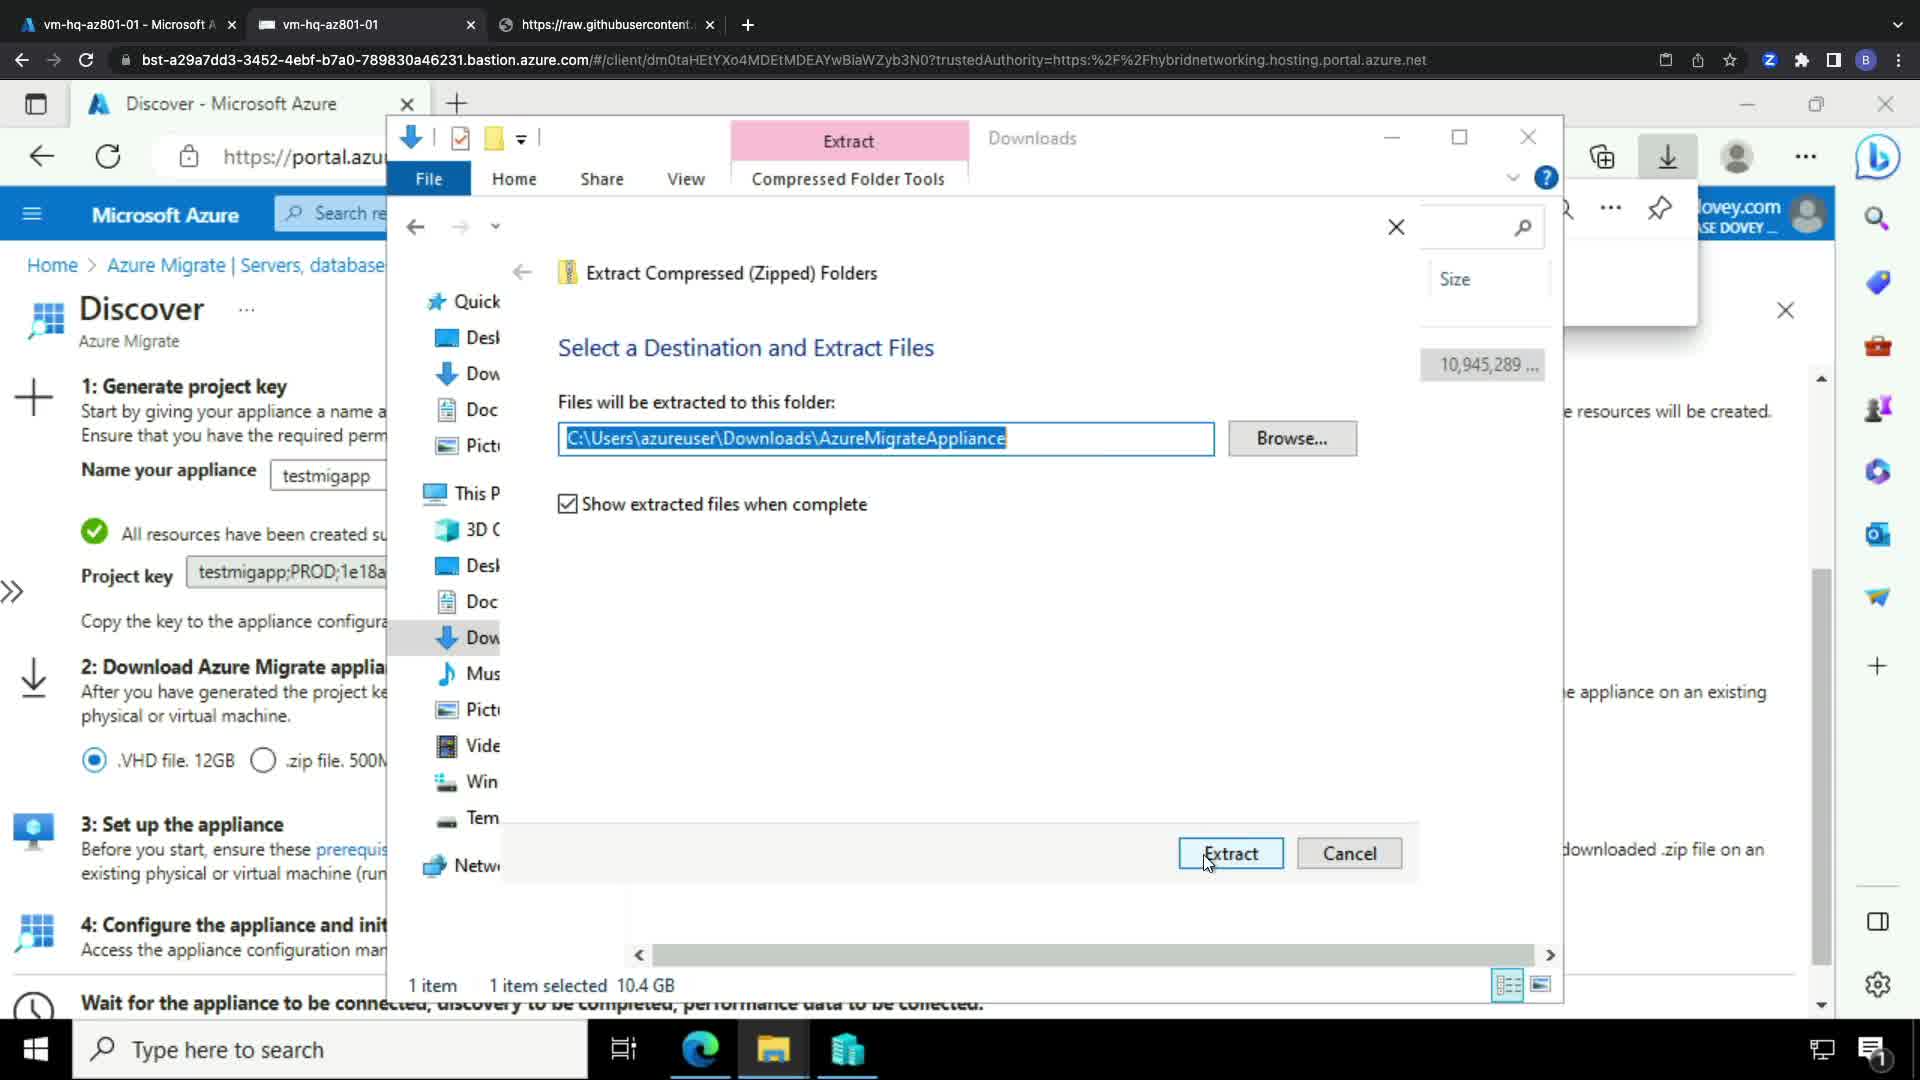 vm-hq-az801-01 - Microsoft A
vm-hq-az801-01
https://raw.githubusercontent.
bst-a29a7dd3-3452-4ebf-b7a0-789830a46231.bastion.azure.com/#/client/dm0taHEtYXo4MDEtMDEAYwBiaWZyb3N0?trustedAuthority=https:%2F%2Fhybridnetworking.hosting.portal.azure.net
B
Discover - Microsoft Azure
https://portal.azu
Microsoft Azure
Search re
lovey.com
SE DOVEY ...
Home > Azure Migrate | Servers, database
Discover ...
Azure Migrate
1: Generate project key
Start by giving your appliance a name a
e resources will be created.
Ensure that you have the required perm
Name your appliance
testmigapp
All resources have been created su
Project key
testmigapp;PROD;1e18a
Copy the key to the appliance configura
2: Download Azure Migrate applia
After you have generated the project ke
e appliance on an existing
physical or virtual machine.
.VHD file. 12GB
.zip file. 500M
3: Set up the appliance
Before you start, ensure these prerequis
downloaded .zip file on an
existing physical or virtual machine (run
4: Configure the appliance and init
Access the appliance configuration man
Wait for the appliance to be connected, discovery to be completed, performance data to be collected.
Extract
Downloads
File
Home
Share
View
Compressed Folder Tools
Quick
Desk
Dow
Doc
Pict
This P
3D O
Desk
Doc
Dow
Mus
Pict
Vide
Win
Tem
Netw
Size
10,945,289 ...
Extract Compressed (Zipped) Folders
Select a Destination and Extract Files
Files will be extracted to this folder:
C:\Users\azureuser\Downloads\AzureMigrateAppliance
Browse...
Show extracted files when complete
Extract
Cancel
1 item
1 item selected 10.4 GB
Type here to search
1